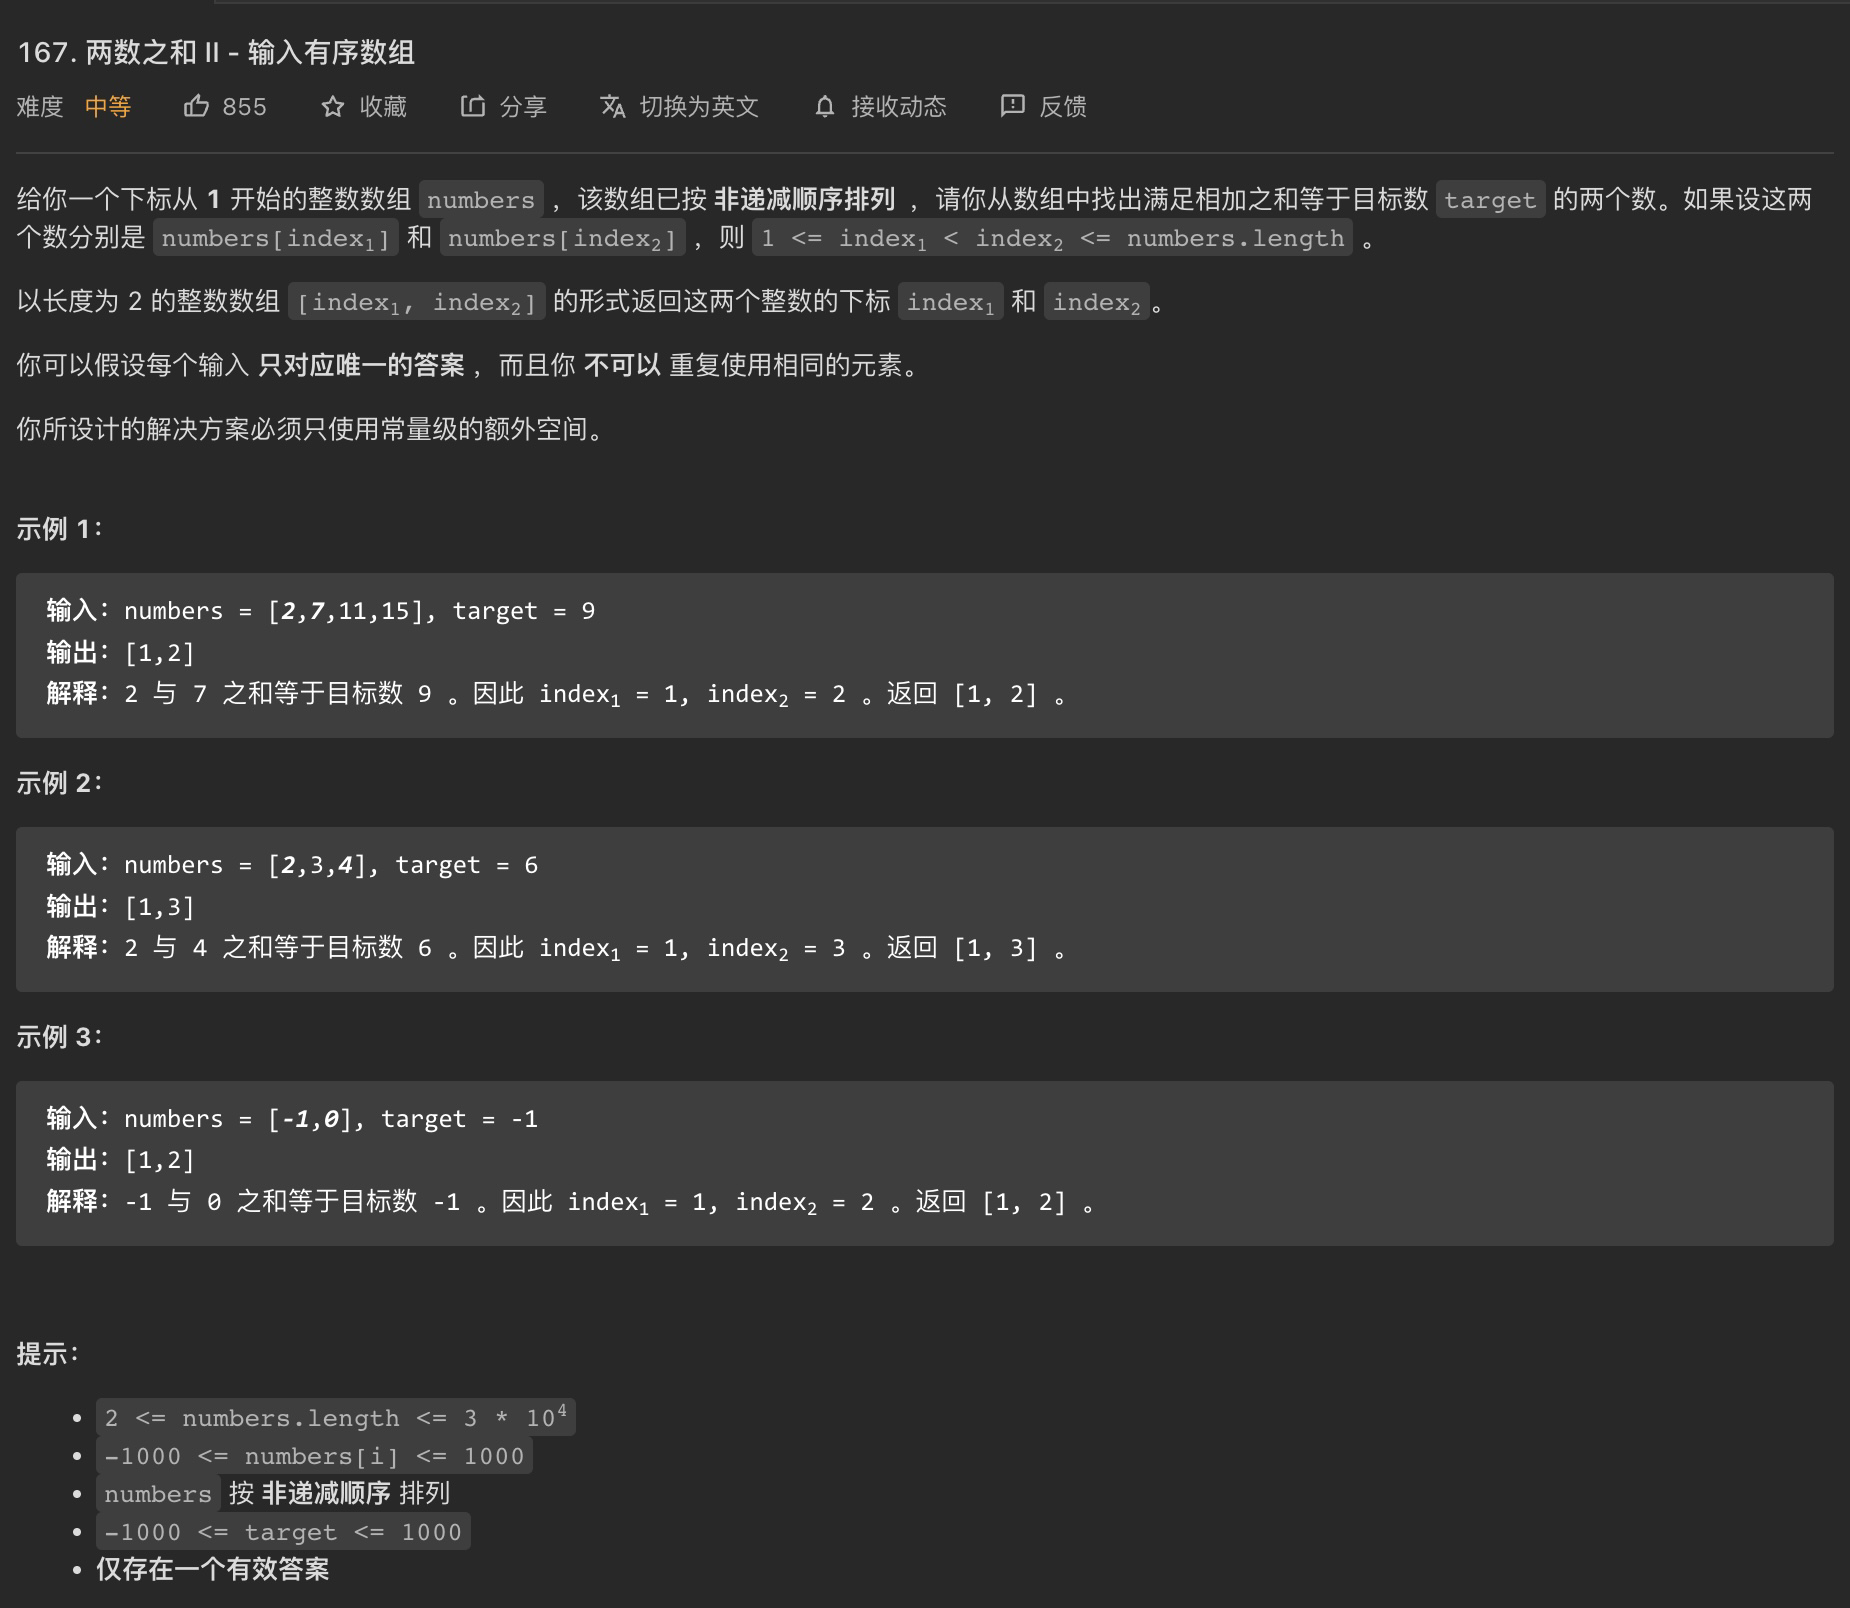 167. 两数之和 II - 输入有序数组
难度 中等 855 收藏 分享 切换为英文 接收动态 反馈
给你一个下标从 1 开始的整数数组 numbers ，该数组已按 非递减顺序排列 ，请你从数组中找出满足相加之和等于目标数 target 的两个数。如果设这两
个数分别是 numbers[index₁] 和 numbers[index₂] ，则 1 <= index₁ < index₂ <= numbers.length 。
以长度为 2 的整数数组 [index₁, index₂] 的形式返回这两个整数的下标 index₁ 和 index₂。
你可以假设每个输入 只对应唯一的答案 ，而且你 不可以 重复使用相同的元素。
你所设计的解决方案必须只使用常量级的额外空间。
示例 1：
输入：numbers = [2,7,11,15], target = 9
输出：[1,2]
解释：2 与 7 之和等于目标数 9 。因此 index₁ = 1, index₂ = 2 。返回 [1, 2] 。
示例 2：
输入：numbers = [2,3,4], target = 6
输出：[1,3]
解释：2 与 4 之和等于目标数 6 。因此 index₁ = 1, index₂ = 3 。返回 [1, 3] 。
示例 3：
输入：numbers = [-1,0], target = -1
输出：[1,2]
解释：-1 与 0 之和等于目标数 -1 。因此 index₁ = 1, index₂ = 2 。返回 [1, 2] 。
提示：
• 2 <= numbers.length <= 3 * 10⁴
• -1000 <= numbers[i] <= 1000
• numbers 按 非递减顺序 排列
• -1000 <= target <= 1000
• 仅存在一个有效答案